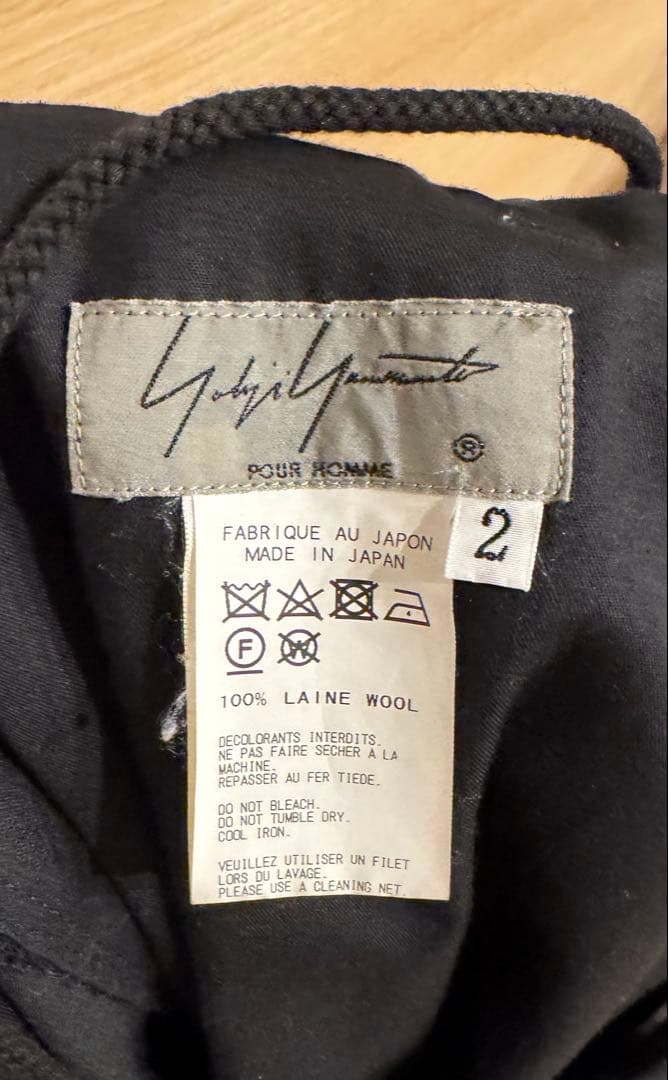 Yohji Yamamoto
®
POUR HOMME
2
FABRIQUE AU JAPON
MADE IN JAPAN
F W
100% LAINE WOOL
DECOLORANTS INTERDITS.
NE PAS FAIRE SECHER A LA
MACHINE.
REPASSER AU FER TIEDE.
DO NOT BLEACH.
DO NOT TUMBLE DRY.
COOL IRON.
VEUILLEZ UTILISER UN FILET
LORS DU LAVAGE.
PLEASE USE A CLEANING NET.